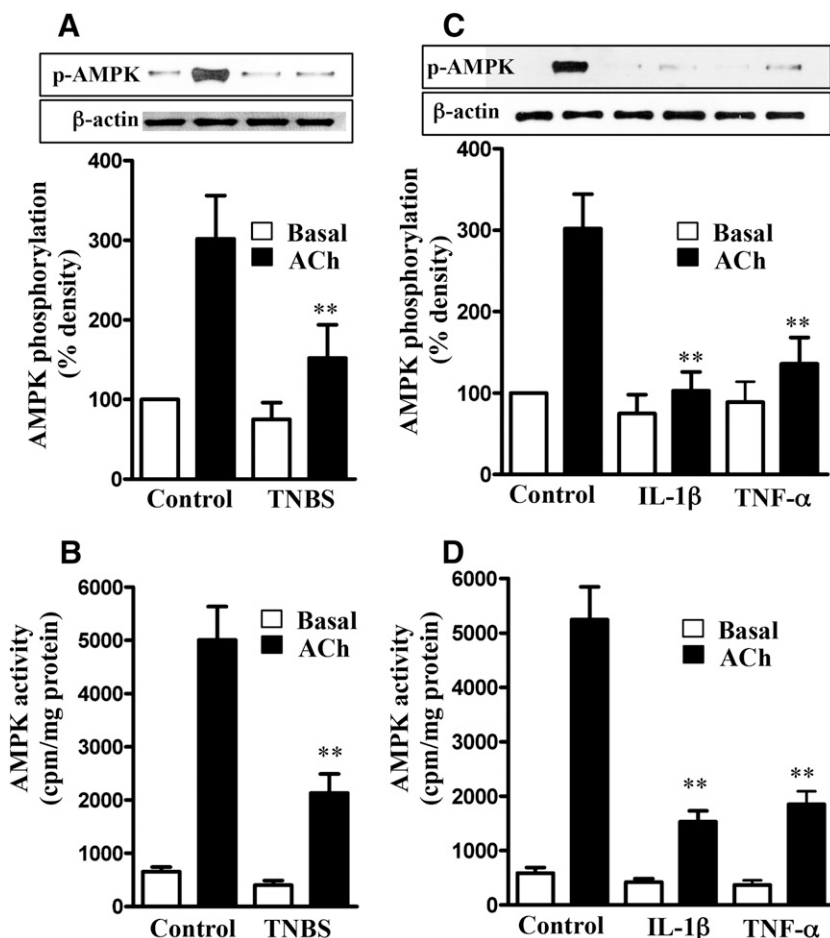 A
p-AMPK
β-actin
AMPK phosphorylation
(% density)
400
300
200
100
0
Basal
ACh
**
Control TNBS
C
p-AMPK
β-actin
AMPK phosphorylation
(% density)
400
300
200
100
0
Basal
ACh
**
**
Control IL-1β TNF-α
B
AMPK activity
(cpm/mg protein)
6000
5000
4000
3000
2000
1000
0
Basal
ACh
**
Control TNBS
D
AMPK activity
(cpm/mg protein)
6000
5000
4000
3000
2000
1000
0
Basal
ACh
**
**
Control IL-1β TNF-α